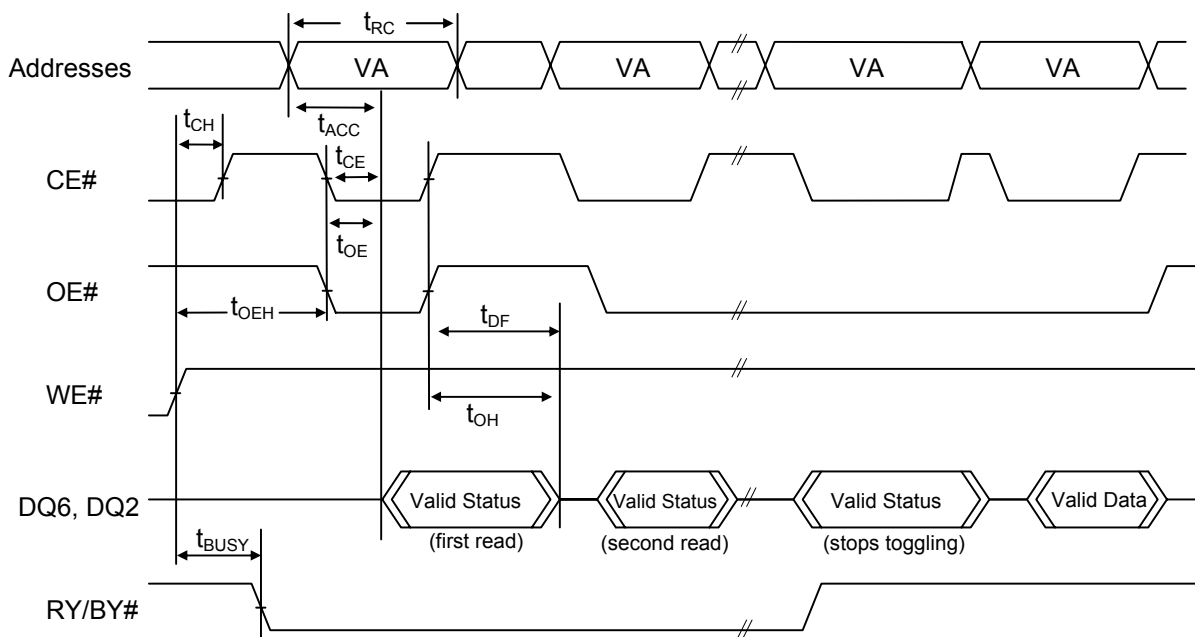 tRC
Addresses VA VA VA VA
tCH tACC
tCE
CE#
tOE
OE#
tOEH tDF
WE#
tOH
DQ6, DQ2 Valid Status Valid Status Valid Status Valid Data
(first read) (second read) (stops toggling)
tBUSY
RY/BY#